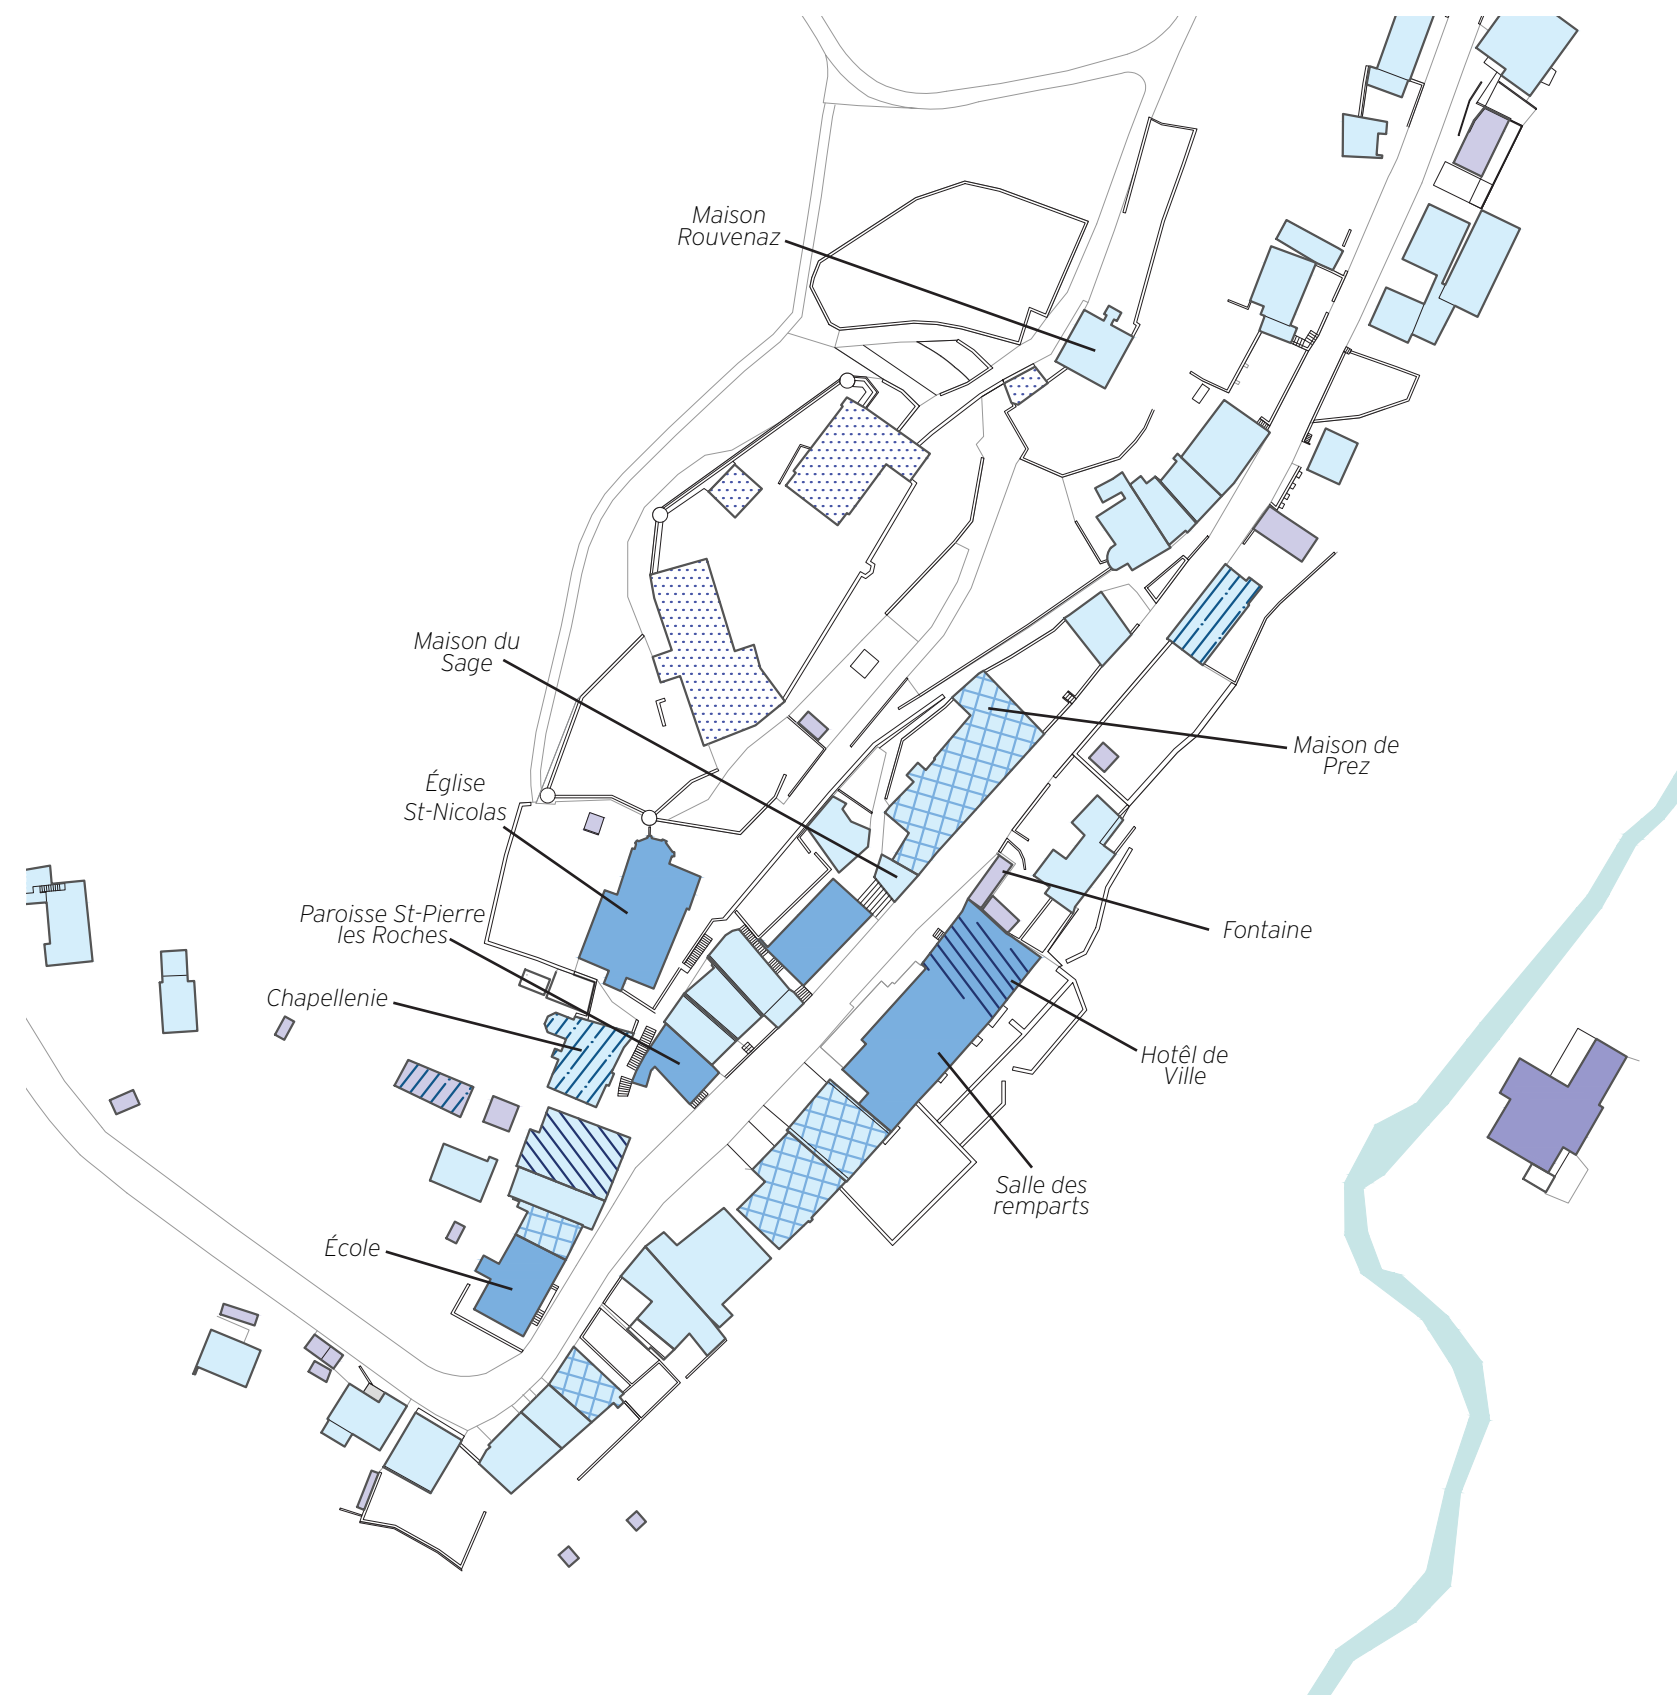 Maison
Rouvenaz
Maison du
Sage
Maison de
Prez
Église
St-Nicolas
Paroisse St-Pierre
les Roches
Fontaine
Chapellenie
Hotêl de
Ville
Salle des
remparts
École